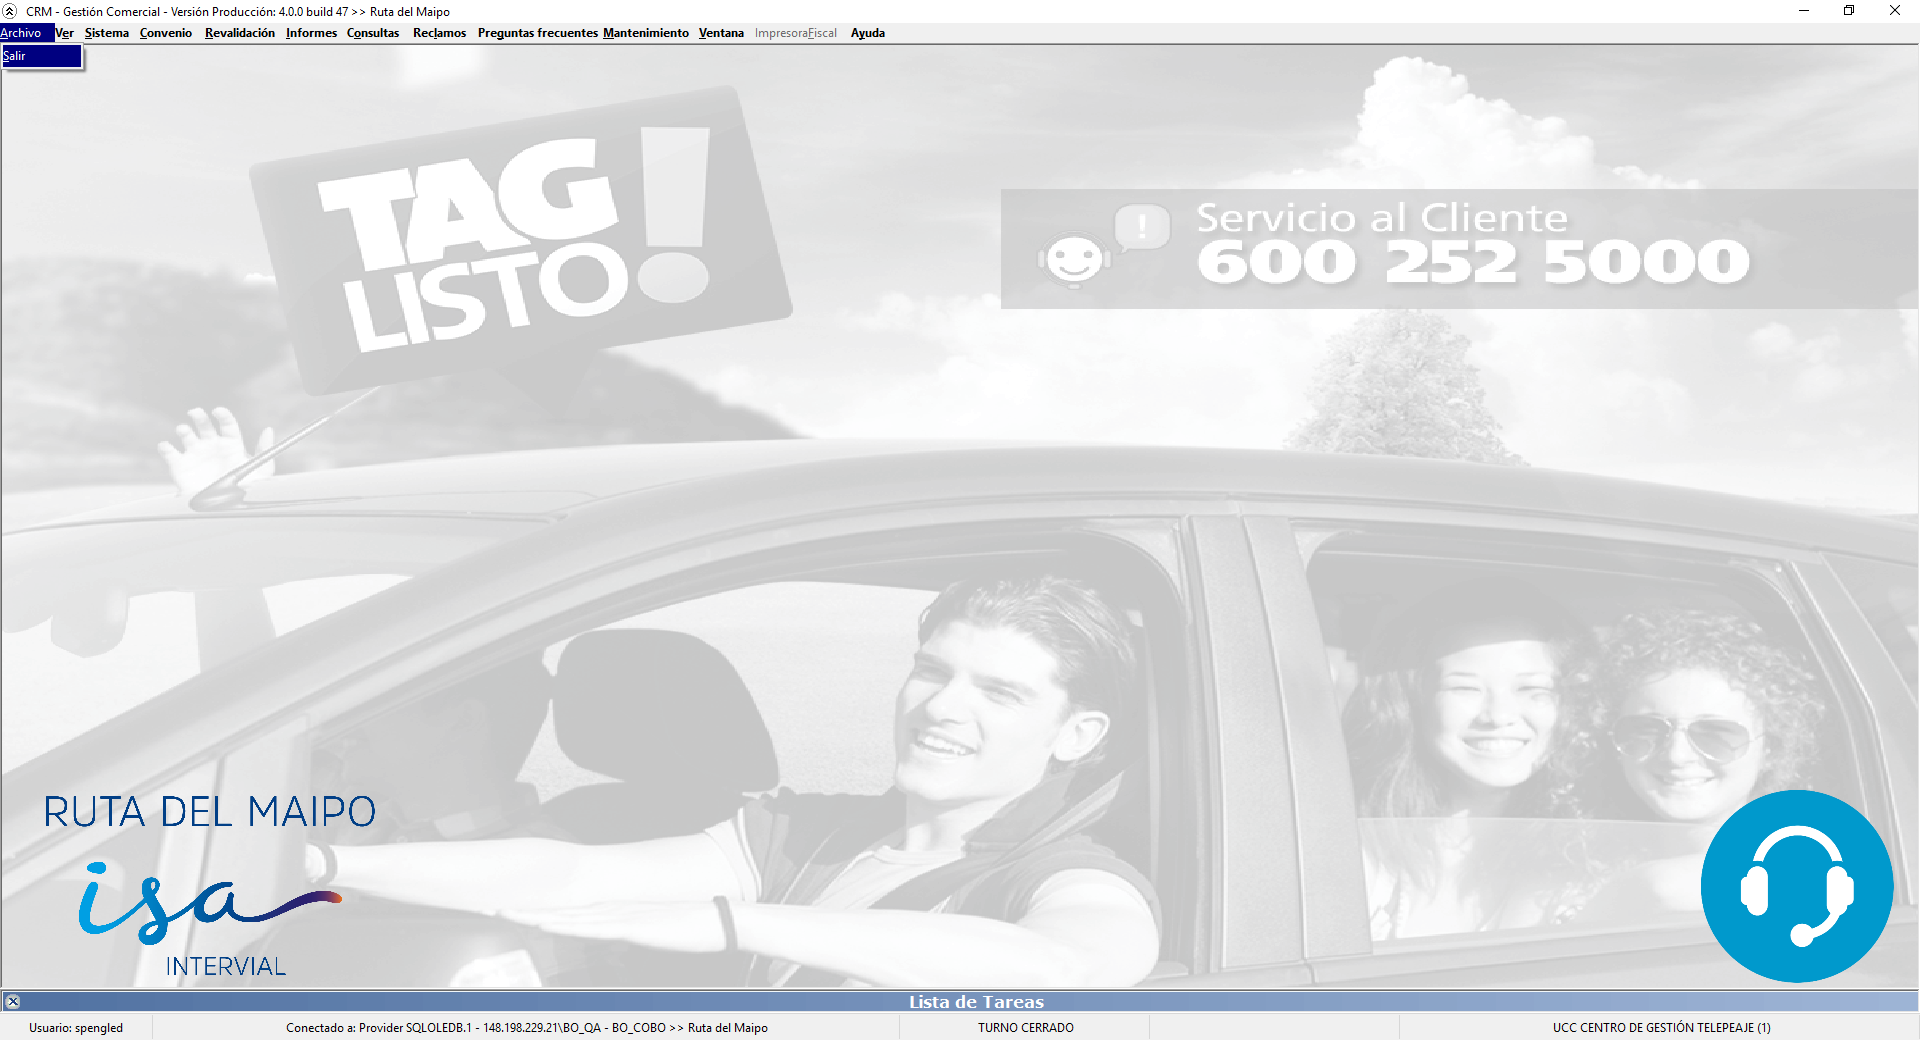 CRM - Gestión Comercial - Versión Producción: 4.0.0 build 47 >> Ruta del Maipo
Archivo Ver Sistema Convenio Revalidación Informes Consultas Reclamos Preguntas frecuentes Mantenimiento Ventana ImpresoraFiscal Ayuda
Salir
TAG
LISTO!
Servicio al Cliente
600 252 5000
RUTA DEL MAIPO
isa
INTERVIAL
Lista de Tareas
Usuario: spengled Conectado a: Provider SQLOLEDB.1 - 148.198.229.21\BO_QA - BO_COBO >> Ruta del Maipo TURNO CERRADO UCC CENTRO DE GESTIÓN TELEPEAJE (1)